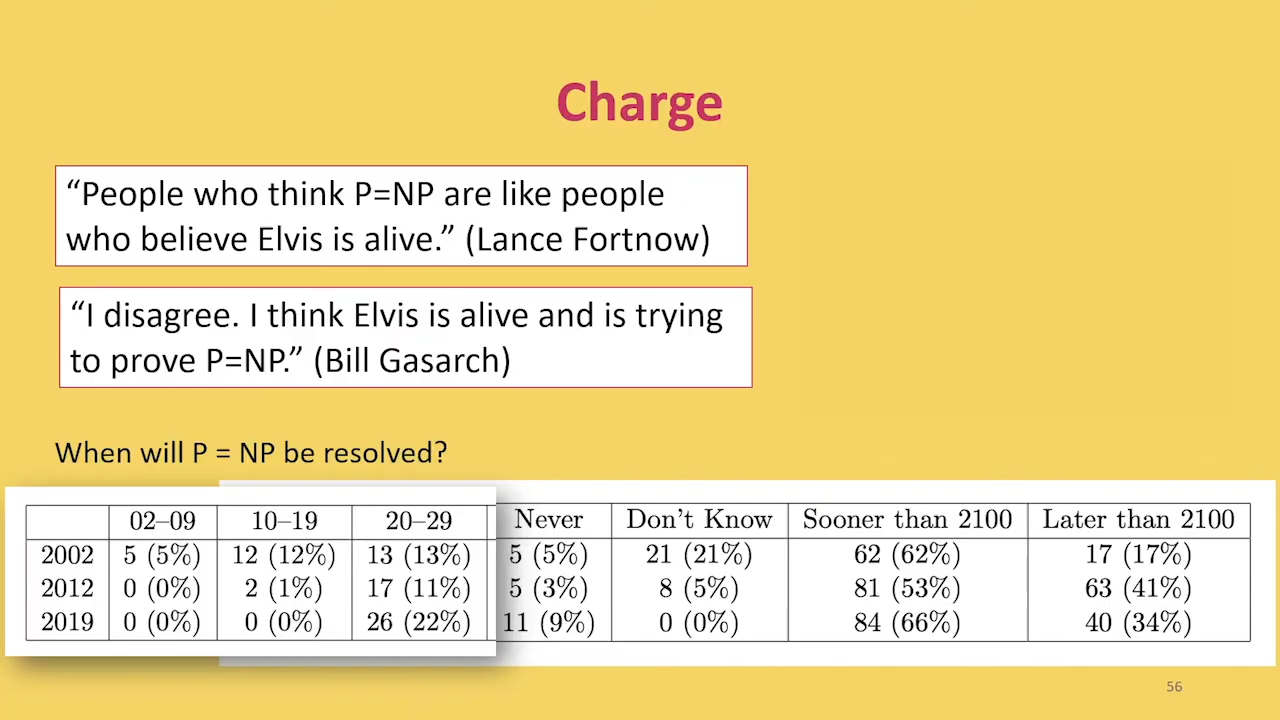 Charge
“People who think P=NP are like people
who believe Elvis is alive.” (Lance Fortnow)
“I disagree. I think Elvis is alive and is trying
to prove P=NP.” (Bill Gasarch)
When will P = NP be resolved?
02–09 10–19 20–29 Never Don’t Know Sooner than 2100 Later than 2100
2002 5 (5%) 12 (12%) 13 (13%) 5 (5%) 21 (21%) 62 (62%) 17 (17%)
2012 0 (0%) 2 (1%) 17 (11%) 5 (3%) 8 (5%) 81 (53%) 63 (41%)
2019 0 (0%) 0 (0%) 26 (22%) 11 (9%) 0 (0%) 84 (66%) 40 (34%)
56